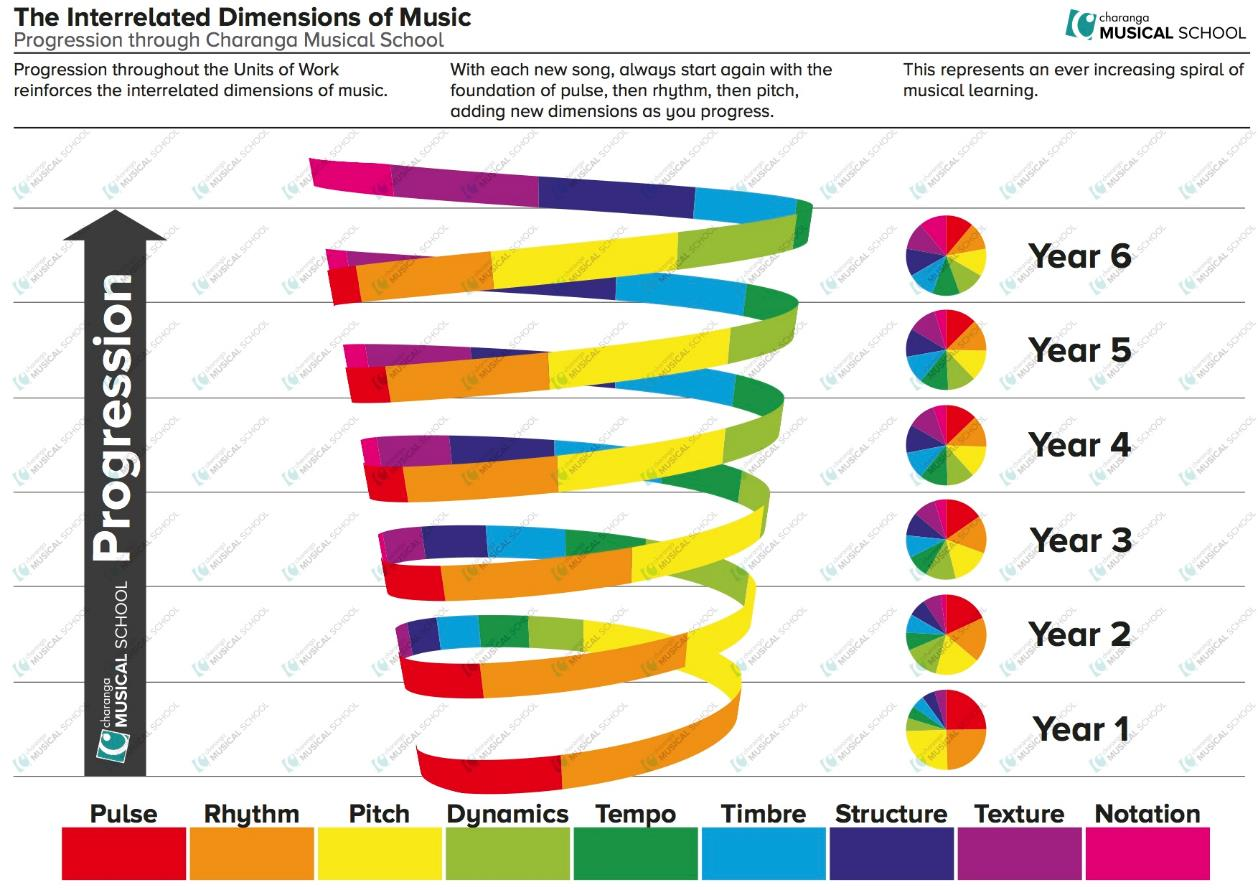 The Interrelated Dimensions of Music
Progression through Charanga Musical School
charanga
MUSICAL SCHOOL
Progression throughout the Units of Work
reinforces the interrelated dimensions of music.
With each new song, always start again with the
foundation of pulse, then rhythm, then pitch,
adding new dimensions as you progress.
This represents an ever increasing spiral of
musical learning.
Progression
charanga
MUSICAL SCHOOL
Year 6
Year 5
Year 4
Year 3
Year 2
Year 1
Pulse
Rhythm
Pitch
Dynamics
Tempo
Timbre
Structure
Texture
Notation